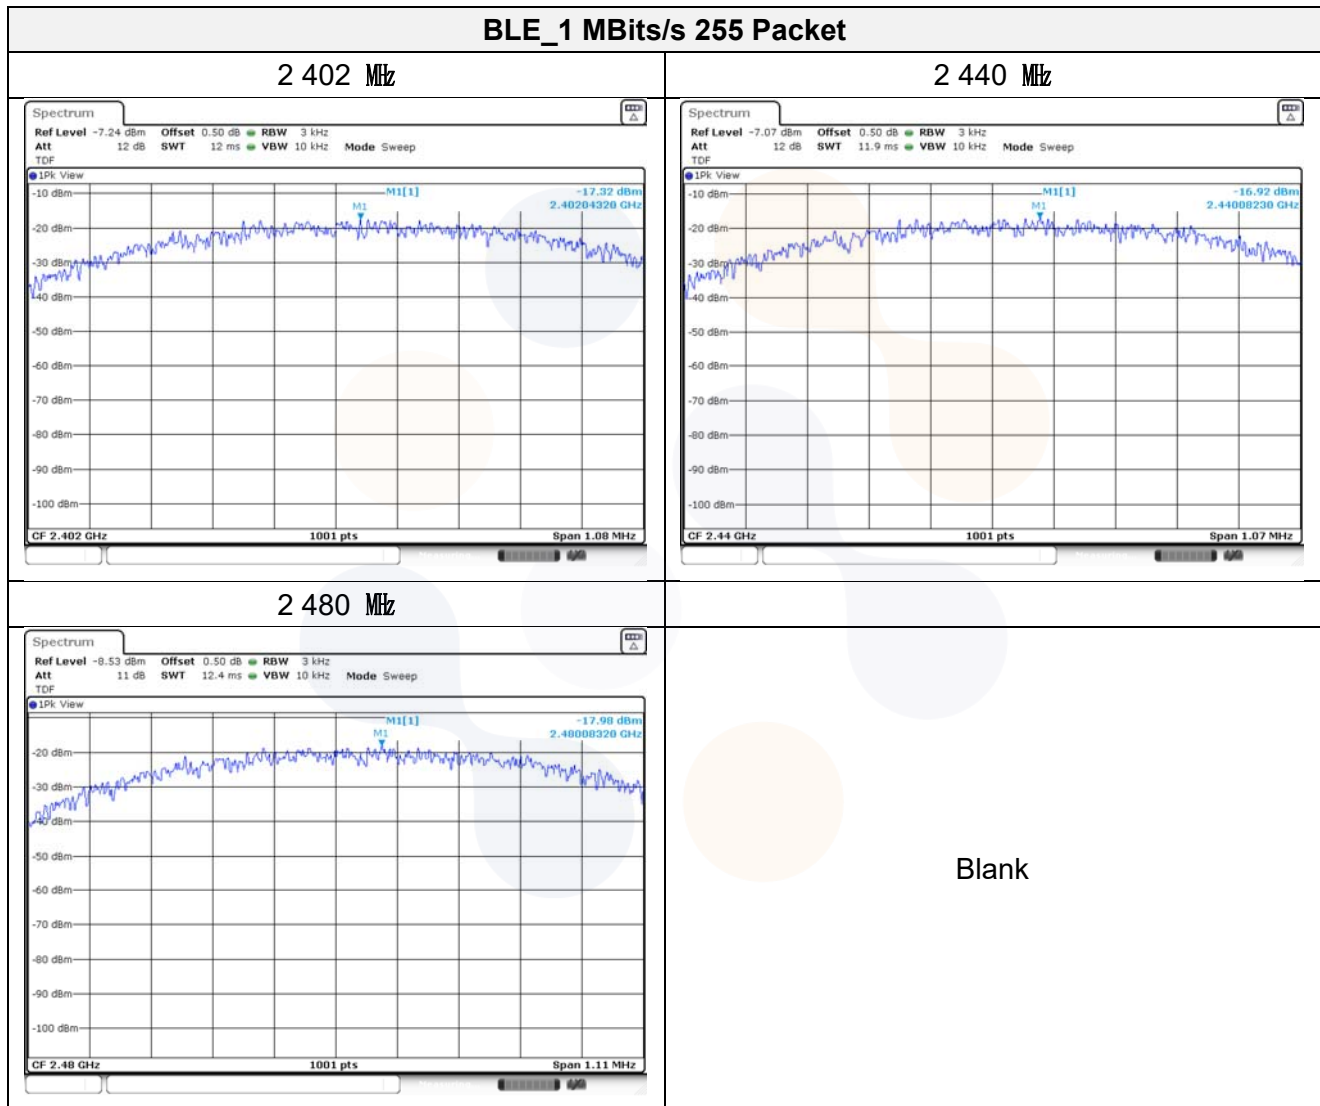 BLE_1 MBits/s 255 Packet
2 402 ㎒
2 440 ㎒
Spectrum
Ref Level -7.24 dBm Offset 0.50 dB RBW 3 kHz
Att 12 dB SWT 12 ms VBW 10 kHz Mode Sweep
TDF
1Pk View
M1[1] -17.32 dBm
2.40204320 GHz
M1
-10 dBm
-20 dBm
-30 dBm
-40 dBm
-50 dBm
-60 dBm
-70 dBm
-80 dBm
-90 dBm
-100 dBm
CF 2.402 GHz 1001 pts Span 1.08 MHz
Spectrum
Ref Level -7.07 dBm Offset 0.50 dB RBW 3 kHz
Att 12 dB SWT 11.9 ms VBW 10 kHz Mode Sweep
TDF
1Pk View
M1[1] -16.92 dBm
2.44008230 GHz
M1
-10 dBm
-20 dBm
-30 dBm
-40 dBm
-50 dBm
-60 dBm
-70 dBm
-80 dBm
-90 dBm
-100 dBm
CF 2.44 GHz 1001 pts Span 1.07 MHz
2 480 ㎒
Spectrum
Ref Level -8.53 dBm Offset 0.50 dB RBW 3 kHz
Att 11 dB SWT 12.4 ms VBW 10 kHz Mode Sweep
TDF
1Pk View
M1[1] -17.98 dBm
2.48008320 GHz
M1
-20 dBm
-30 dBm
-40 dBm
-50 dBm
-60 dBm
-70 dBm
-80 dBm
-90 dBm
-100 dBm
CF 2.48 GHz 1001 pts Span 1.11 MHz
Blank